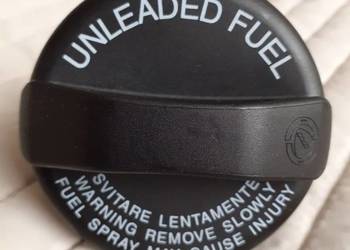 UNLEADED FUEL
SVITARE LENTAMENTE
WARNING REMOVE SLOWLY
FUEL SPRAY MAY CAUSE INJURY